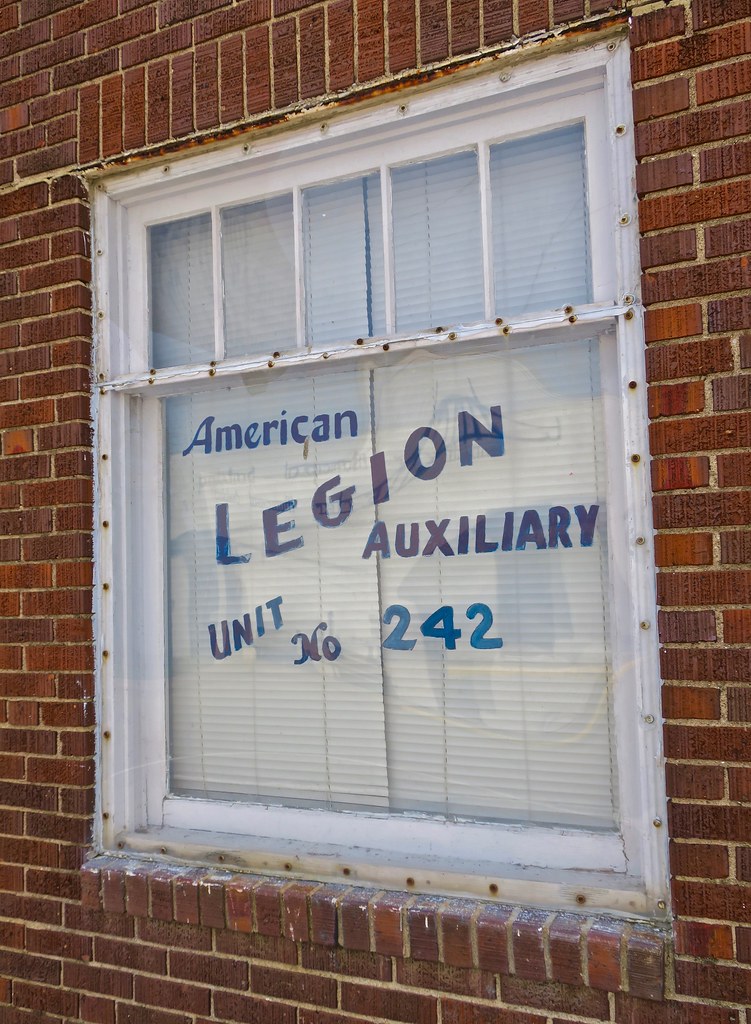 American
LEGION
AUXILIARY
UNIT No 242